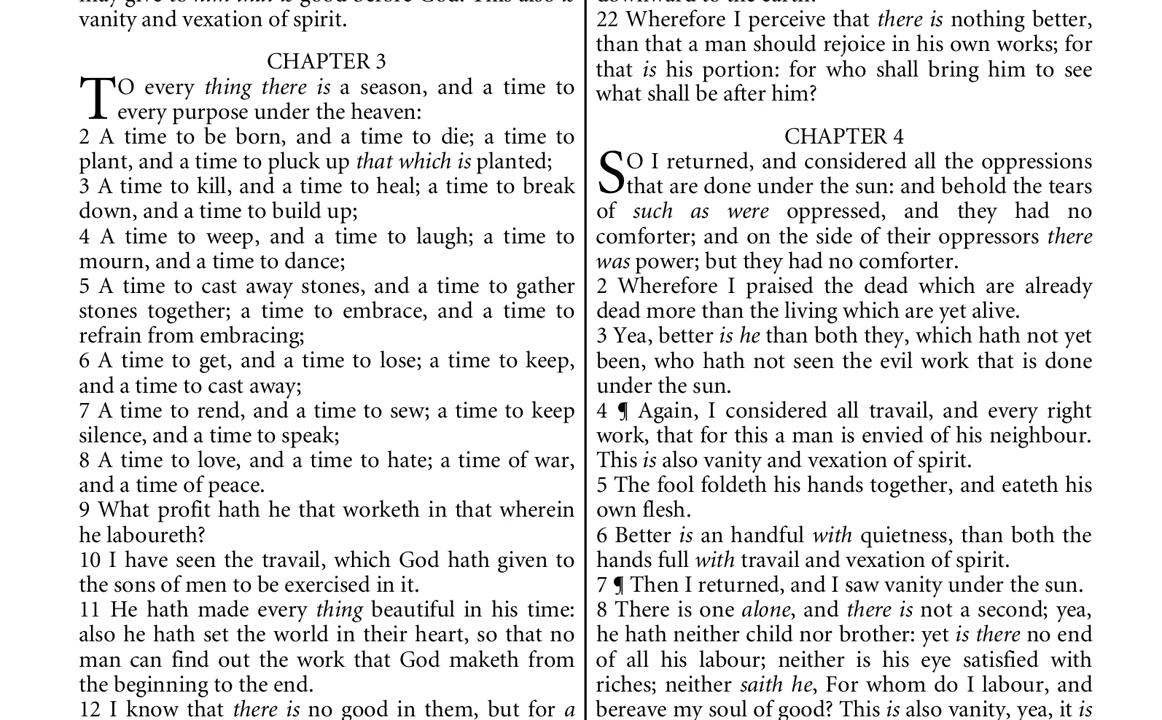 may give to him that is good before God. This also is
vanity and vexation of spirit.
CHAPTER 3
TO every thing there is a season, and a time to
every purpose under the heaven:
2 A time to be born, and a time to die; a time to
plant, and a time to pluck up that which is planted;
3 A time to kill, and a time to heal; a time to break
down, and a time to build up;
4 A time to weep, and a time to laugh; a time to
mourn, and a time to dance;
5 A time to cast away stones, and a time to gather
stones together; a time to embrace, and a time to
refrain from embracing;
6 A time to get, and a time to lose; a time to keep,
and a time to cast away;
7 A time to rend, and a time to sew; a time to keep
silence, and a time to speak;
8 A time to love, and a time to hate; a time of war,
and a time of peace.
9 What profit hath he that worketh in that wherein
he laboureth?
10 I have seen the travail, which God hath given to
the sons of men to be exercised in it.
11 He hath made every thing beautiful in his time:
also he hath set the world in their heart, so that no
man can find out the work that God maketh from
the beginning to the end.
12 I know that there is no good in them, but for a
downward to the earth?
22 Wherefore I perceive that there is nothing better,
than that a man should rejoice in his own works; for
that is his portion: for who shall bring him to see
what shall be after him?
CHAPTER 4
SO I returned, and considered all the oppressions
that are done under the sun: and behold the tears
of such as were oppressed, and they had no
comforter; and on the side of their oppressors there
was power; but they had no comforter.
2 Wherefore I praised the dead which are already
dead more than the living which are yet alive.
3 Yea, better is he than both they, which hath not yet
been, who hath not seen the evil work that is done
under the sun.
4 ¶ Again, I considered all travail, and every right
work, that for this a man is envied of his neighbour.
This is also vanity and vexation of spirit.
5 The fool foldeth his hands together, and eateth his
own flesh.
6 Better is an handful with quietness, than both the
hands full with travail and vexation of spirit.
7 ¶ Then I returned, and I saw vanity under the sun.
8 There is one alone, and there is not a second; yea,
he hath neither child nor brother: yet is there no end
of all his labour; neither is his eye satisfied with
riches; neither saith he, For whom do I labour, and
bereave my soul of good? This is also vanity, yea, it is